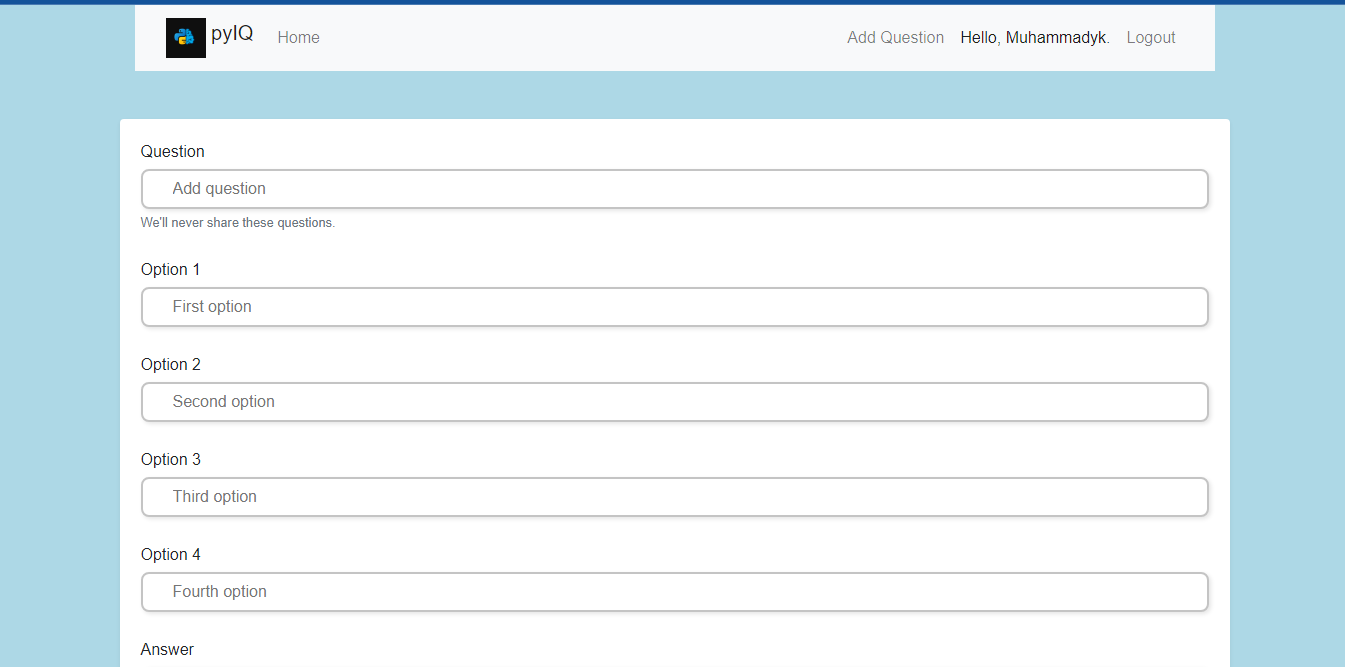 pyIQ Home Add Question Hello, Muhammadyk. Logout
Question
Add question
We'll never share these questions.
Option 1
First option
Option 2
Second option
Option 3
Third option
Option 4
Fourth option
Answer